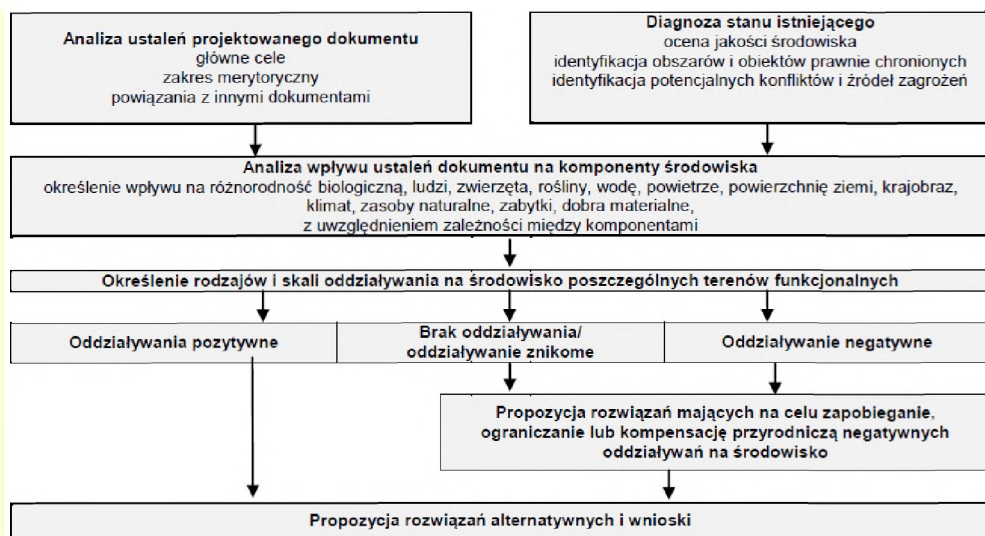 Analiza ustaleń projektowanego dokumentu
główne cele
zakres merytoryczny
powiązania z innymi dokumentami
Diagnoza stanu istniejącego
ocena jakości środowiska
identyfikacja obszarów i obiektów prawnie chronionych
identyfikacja potencjalnych konfliktów i źródeł zagrożeń
Analiza wpływu ustaleń dokumentu na komponenty środowiska
określenie wpływu na różnorodność biologiczną, ludzi, zwierzęta, rośliny, wodę, powietrze, powierzchnię ziemi, krajobraz,
klimat, zasoby naturalne, zabytki, dobra materialne,
z uwzględnieniem zależności między komponentami
Określenie rodzajów i skali oddziaływania na środowisko poszczególnych terenów funkcjonalnych
Oddziaływania pozytywne
Brak oddziaływania/
oddziaływanie znikome
Oddziaływanie negatywne
Propozycja rozwiązań mających na celu zapobieganie,
ograniczanie lub kompensację przyrodniczą negatywnych
oddziaływań na środowisko
Propozycja rozwiązań alternatywnych i wnioski